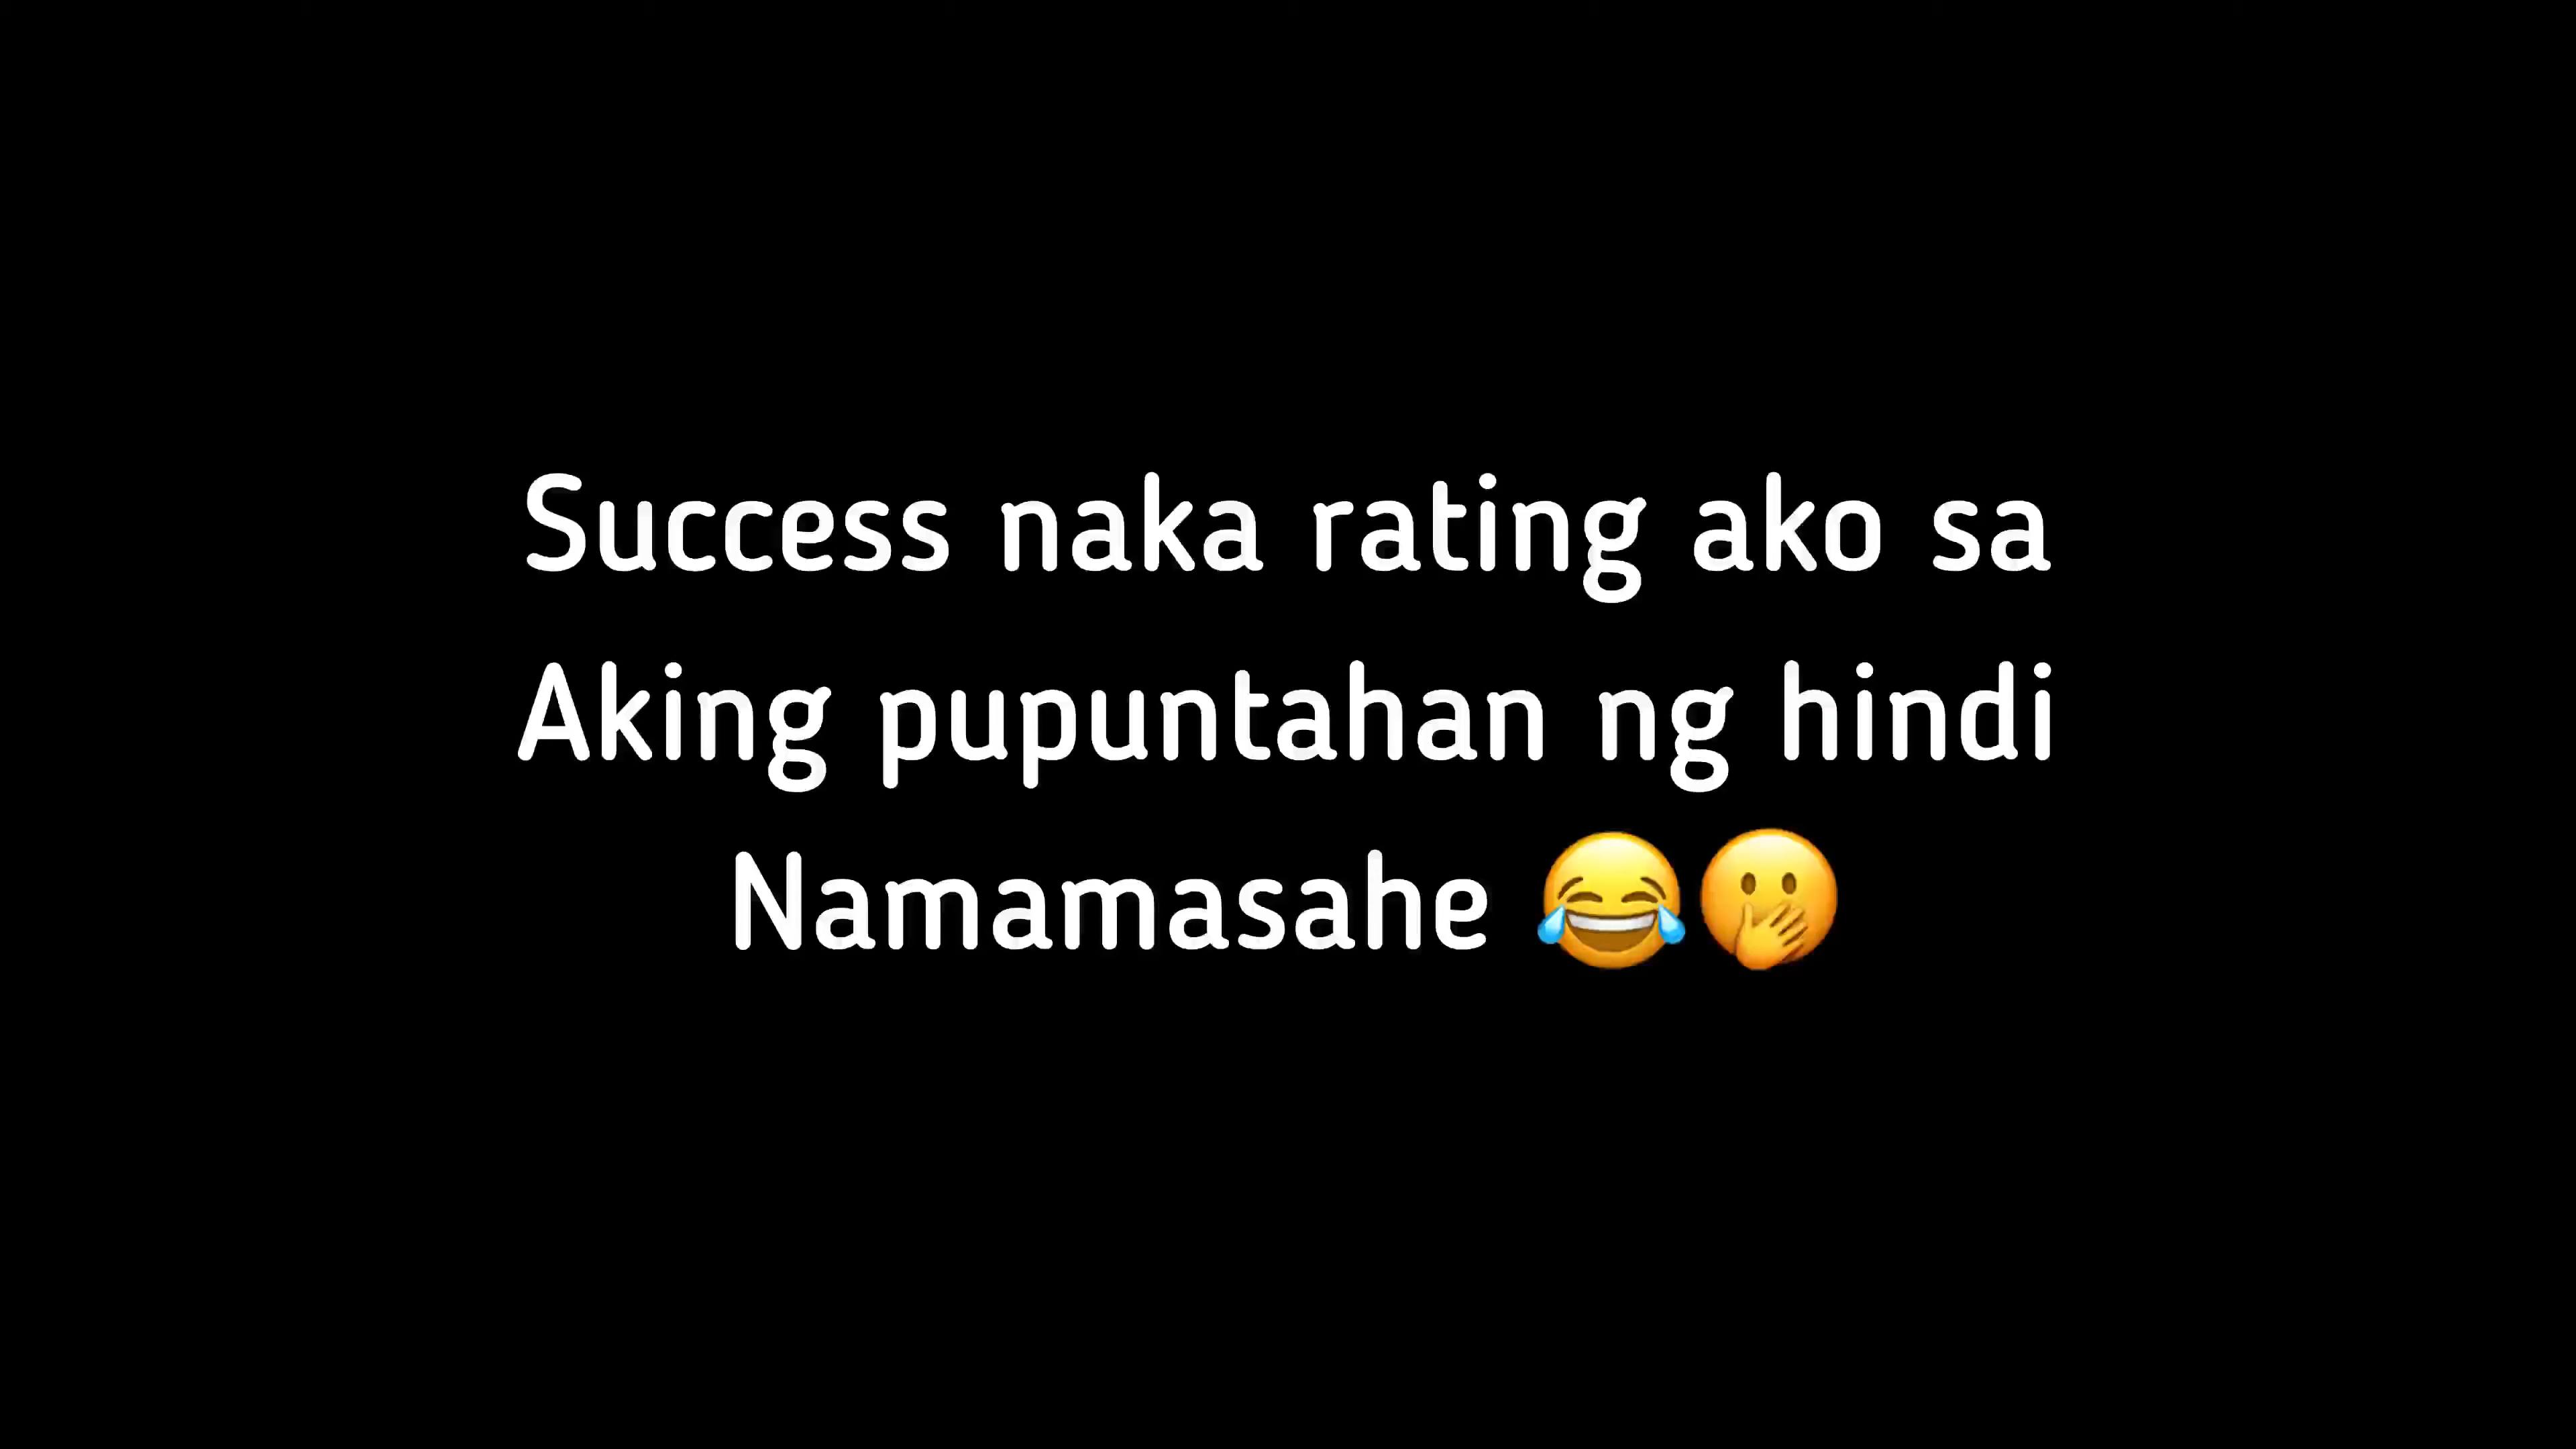 Success naka rating ako sa
Aking pupuntahan ng hindi
Namamasahe 😂🫢